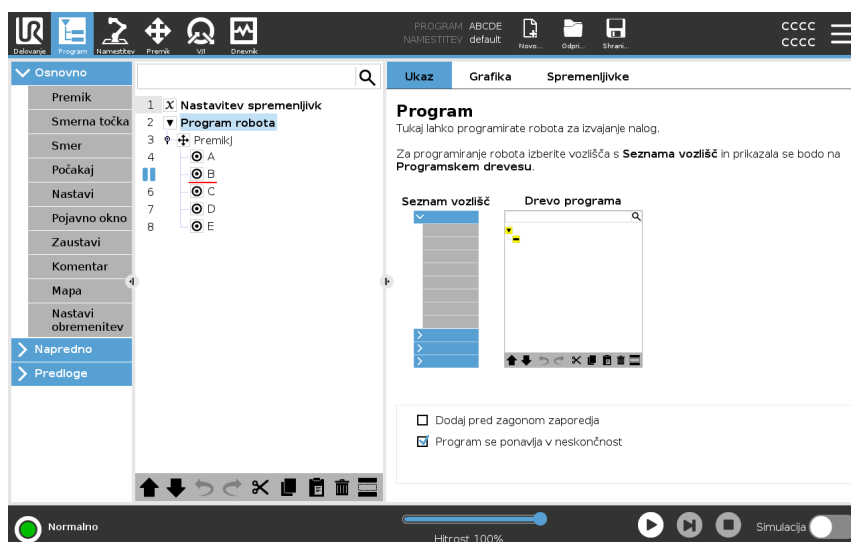 UR
Delovanje
Program
Namestitev
Premik
V/I
Dnevnik
PROGRAM ABCDE
NAMESTITEV default
Novo...
Odpri...
Shrani...
cccc
cccc
Osnovno
Premik
Smerna točka
Smer
Počakaj
Nastavi
Pojavno okno
Zaustavi
Komentar
Mapa
Nastavi
obremenitev
Napredno
Predloge
1 X Nastavitev spremenljivk
2 Program robota
3 PremikJ
4 A
B
6 C
7 D
8 E
Ukaz Grafika Spremenljivke
Program
Tukaj lahko programirate robota za izvajanje nalog.
Za programiranje robota izberite vozlišča s Seznama vozlišč in prikazala se bodo na
Programskem drevesu.
Seznam vozlišč
Drevo programa
Dodaj pred zagonom zaporedja
Program se ponavlja v neskončnost
Normalno
Hitrost 100%
Simulacija